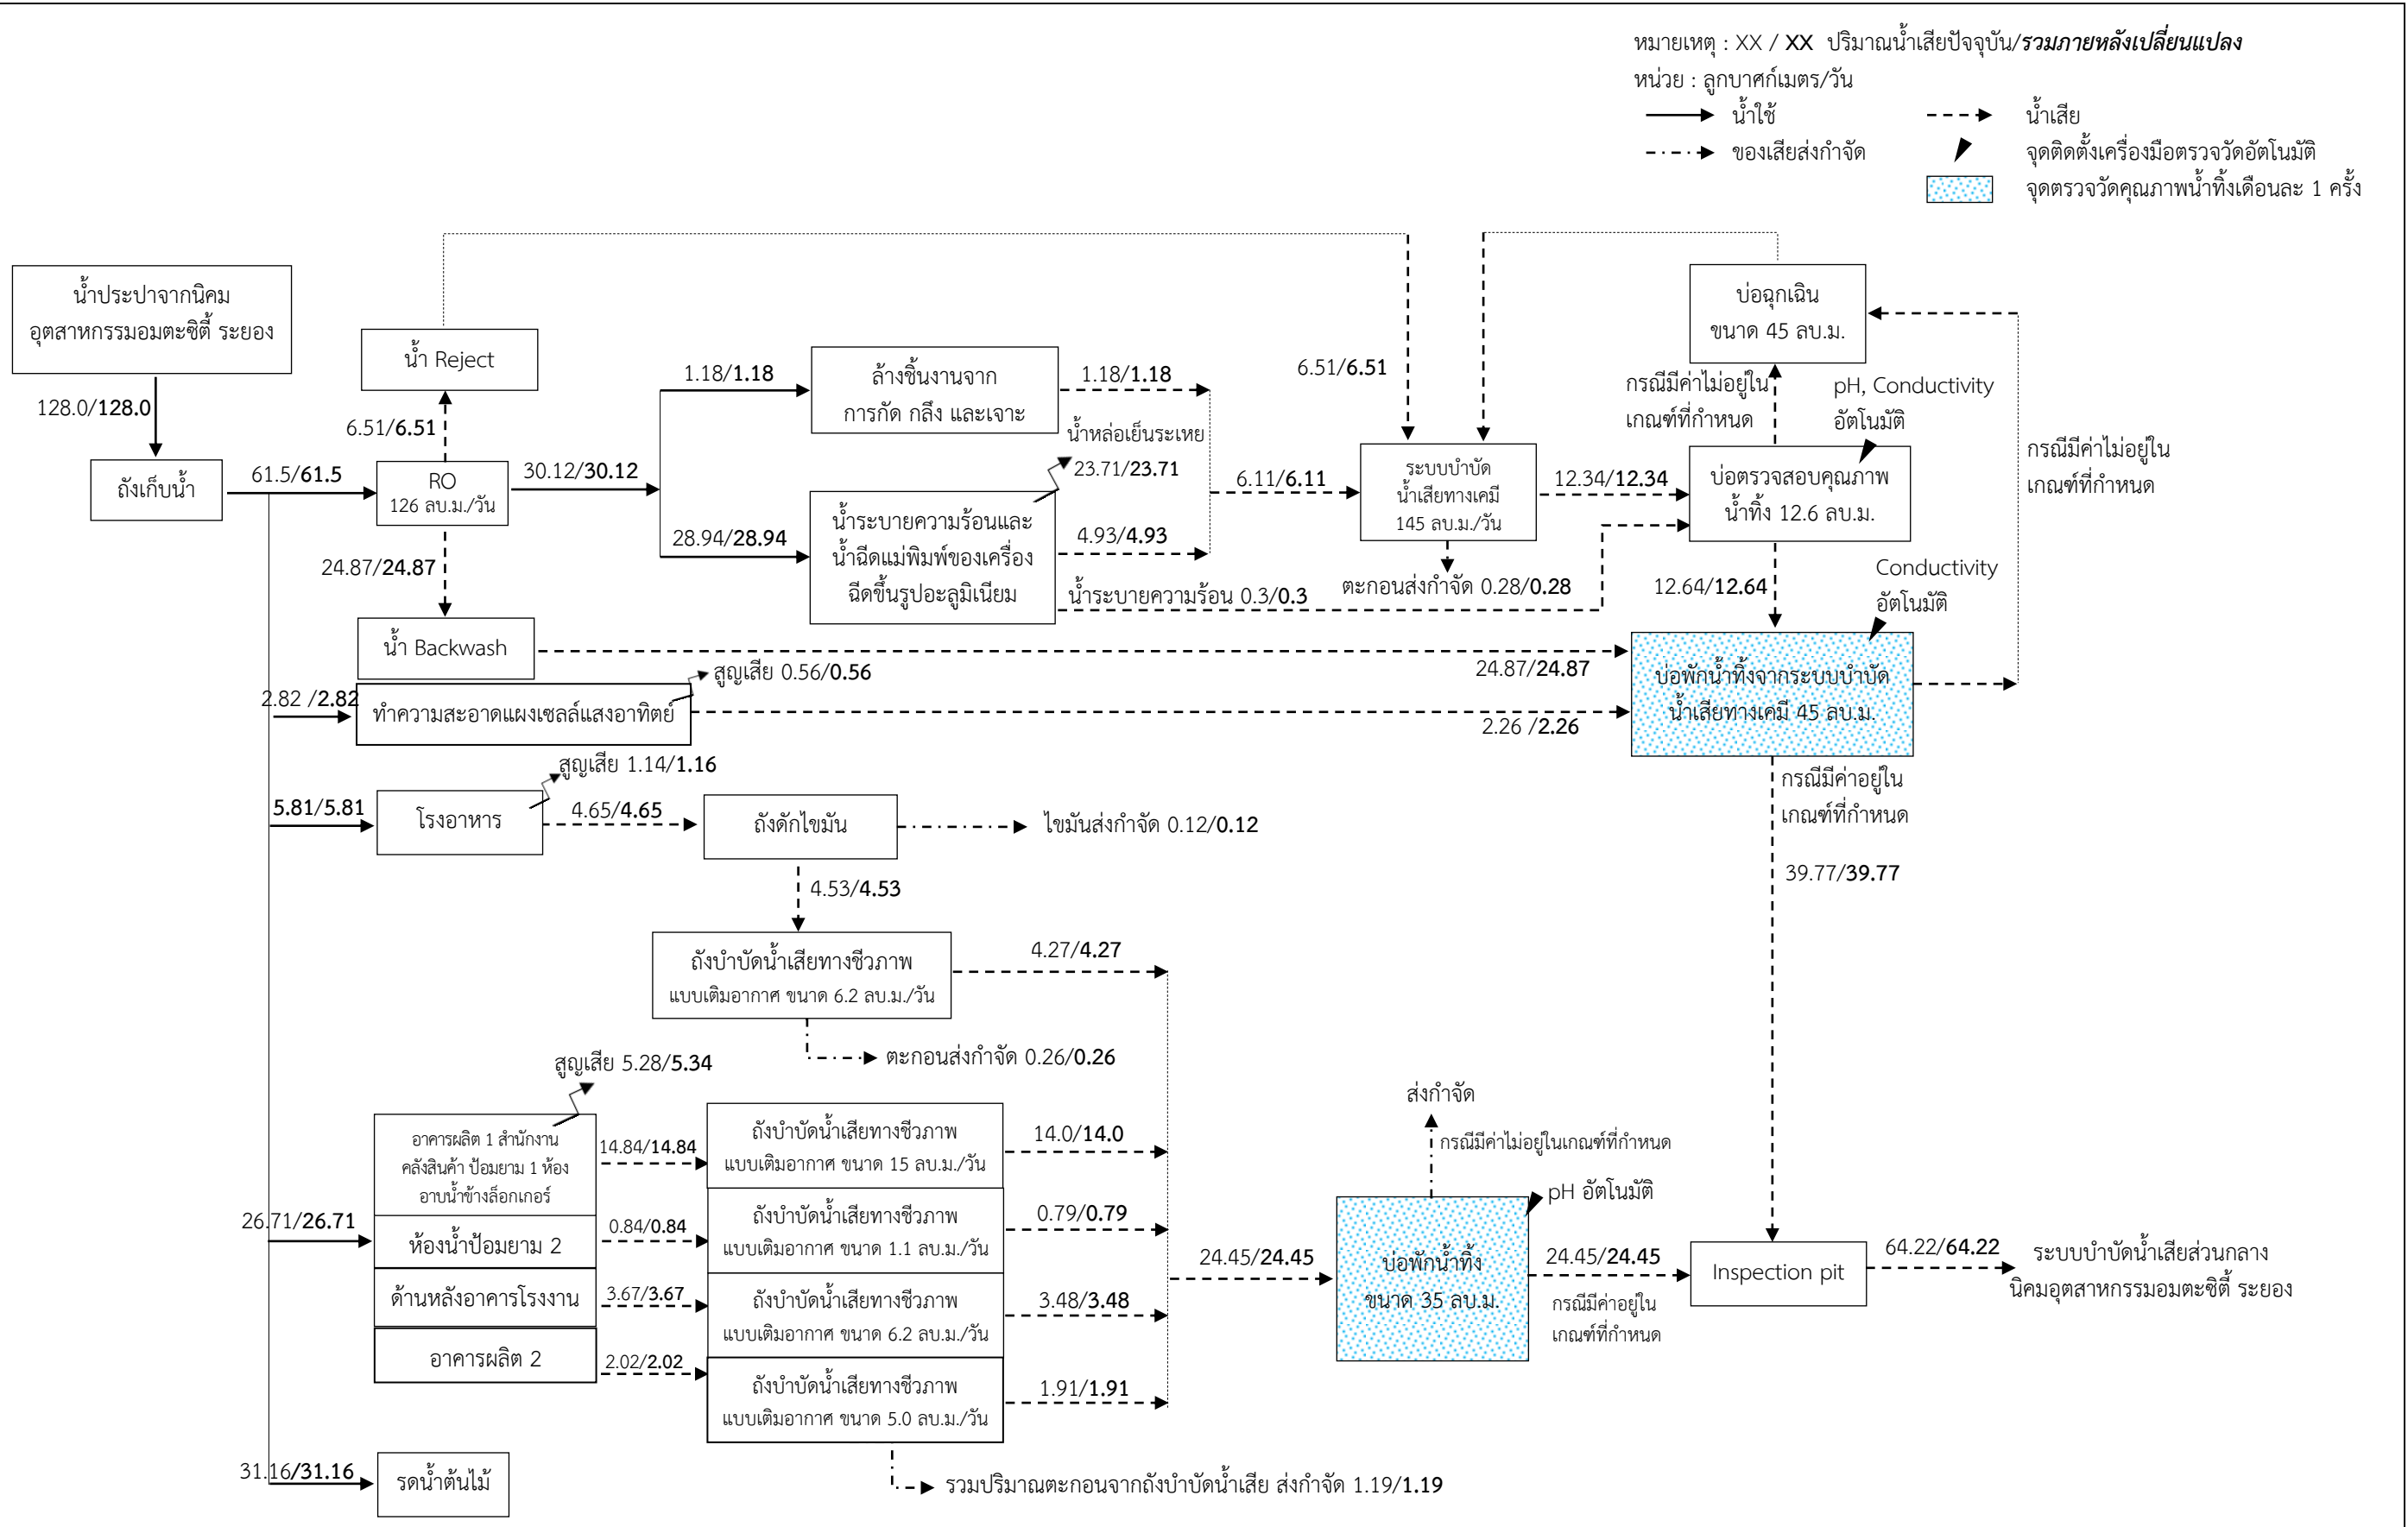 หมายเหตุ : XX / XX ปริมาณน้ำเสียปัจจุบัน/รวมภายหลังเปลี่ยนแปลง
หน่วย : ลูกบาศก์เมตร/วัน
น้ำใช้
น้ำเสีย
ของเสียส่งกำจัด
จุดติดตั้งเครื่องมือตรวจวัดอัตโนมัติ
จุดตรวจวัดคุณภาพน้ำทิ้งเดือนละ 1 ครั้ง
น้ำประปาจากนิคม
อุตสาหกรรมอมตะซิตี้ ระยอง
128.0/128.0
ถังเก็บน้ำ
61.5/61.5
น้ำ Reject
6.51/6.51
RO
126 ลบ.ม./วัน
30.12/30.12
24.87/24.87
น้ำ Backwash
1.18/1.18
ล้างชิ้นงานจาก
การกัด กลึง และเจาะ
1.18/1.18
น้ำหล่อเย็นระเหย
23.71/23.71
28.94/28.94
น้ำระบายความร้อนและ
น้ำฉีดแม่พิมพ์ของเครื่อง
ฉีดขึ้นรูปอะลูมิเนียม
4.93/4.93
น้ำระบายความร้อน 0.3/0.3
6.11/6.11
6.51/6.51
ระบบบำบัด
น้ำเสียทางเคมี
145 ลบ.ม./วัน
ตะกอนส่งกำจัด 0.28/0.28
12.34/12.34
บ่อฉุกเฉิน
ขนาด 45 ลบ.ม.
กรณีมีค่าไม่อยู่ใน
เกณฑ์ที่กำหนด
pH, Conductivity
อัตโนมัติ
บ่อตรวจสอบคุณภาพ
น้ำทิ้ง 12.6 ลบ.ม.
กรณีมีค่าไม่อยู่ใน
เกณฑ์ที่กำหนด
12.64/12.64
Conductivity
อัตโนมัติ
24.87/24.87
บ่อพักน้ำทิ้งจากระบบบำบัด
น้ำเสียทางเคมี 45 ลบ.ม.
2.82 /2.82
สูญเสีย 0.56/0.56
ทำความสะอาดแผงเซลล์แสงอาทิตย์
2.26 /2.26
สูญเสีย 1.14/1.16
5.81/5.81
โรงอาหาร
4.65/4.65
ถังดักไขมัน
ไขมันส่งกำจัด 0.12/0.12
กรณีมีค่าอยู่ใน
เกณฑ์ที่กำหนด
39.77/39.77
4.53/4.53
ถังบำบัดน้ำเสียทางชีวภาพ
แบบเติมอากาศ ขนาด 6.2 ลบ.ม./วัน
4.27/4.27
ตะกอนส่งกำจัด 0.26/0.26
สูญเสีย 5.28/5.34
26.71/26.71
อาคารผลิต 1 สำนักงาน
คลังสินค้า ป้อมยาม 1 ห้อง
อาบน้ำข้างล็อกเกอร์
14.84/14.84
ถังบำบัดน้ำเสียทางชีวภาพ
แบบเติมอากาศ ขนาด 15 ลบ.ม./วัน
14.0/14.0
ห้องน้ำป้อมยาม 2
0.84/0.84
ถังบำบัดน้ำเสียทางชีวภาพ
แบบเติมอากาศ ขนาด 1.1 ลบ.ม./วัน
0.79/0.79
ด้านหลังอาคารโรงงาน
3.67/3.67
ถังบำบัดน้ำเสียทางชีวภาพ
แบบเติมอากาศ ขนาด 6.2 ลบ.ม./วัน
3.48/3.48
อาคารผลิต 2
2.02/2.02
ถังบำบัดน้ำเสียทางชีวภาพ
แบบเติมอากาศ ขนาด 5.0 ลบ.ม./วัน
1.91/1.91
24.45/24.45
ส่งกำจัด
กรณีมีค่าไม่อยู่ในเกณฑ์ที่กำหนด
pH อัตโนมัติ
บ่อพักน้ำทิ้ง
ขนาด 35 ลบ.ม.
24.45/24.45
กรณีมีค่าอยู่ใน
เกณฑ์ที่กำหนด
Inspection pit
64.22/64.22
ระบบบำบัดน้ำเสียส่วนกลาง
นิคมอุตสาหกรรมอมตะซิตี้ ระยอง
31.16/31.16
รดน้ำต้นไม้
รวมปริมาณตะกอนจากถังบำบัดน้ำเสีย ส่งกำจัด 1.19/1.19